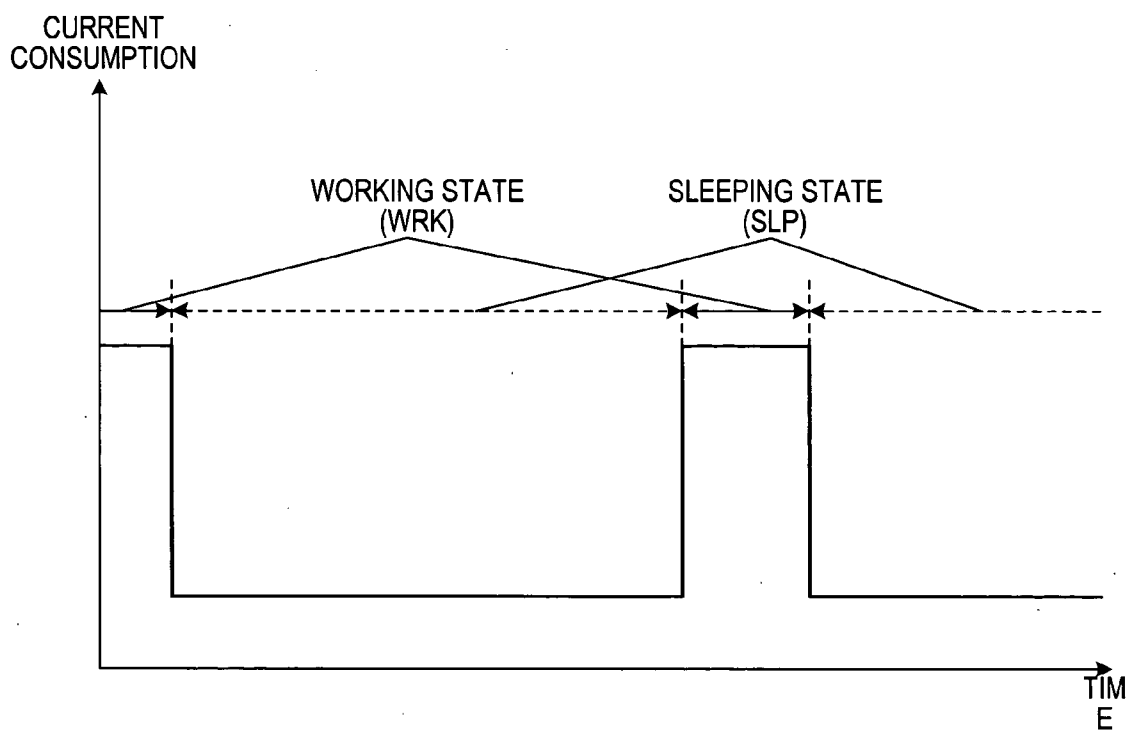 CURRENT
CONSUMPTION
WORKING STATE
(WRK)
SLEEPING STATE
(SLP)
TIM
E